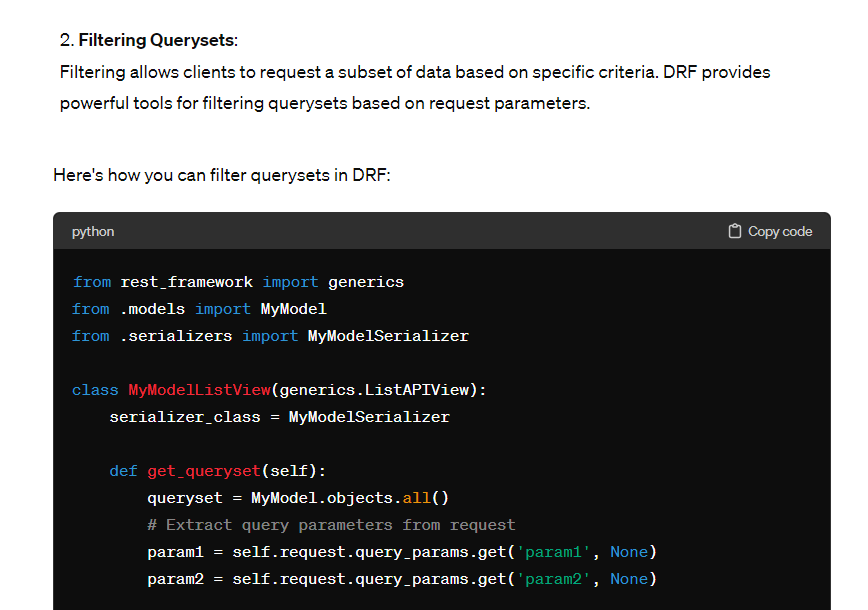 2. Filtering Querysets:
Filtering allows clients to request a subset of data based on specific criteria. DRF provides
powerful tools for filtering querysets based on request parameters.
Here's how you can filter querysets in DRF:
python
Copy code
from rest_framework import generics
from .models import MyModel
from .serializers import MyModelSerializer
class MyModelListView(generics.ListAPIView):
    serializer_class = MyModelSerializer
    def get_queryset(self):
        queryset = MyModel.objects.all()
        # Extract query parameters from request
        param1 = self.request.query_params.get('param1', None)
        param2 = self.request.query_params.get('param2', None)